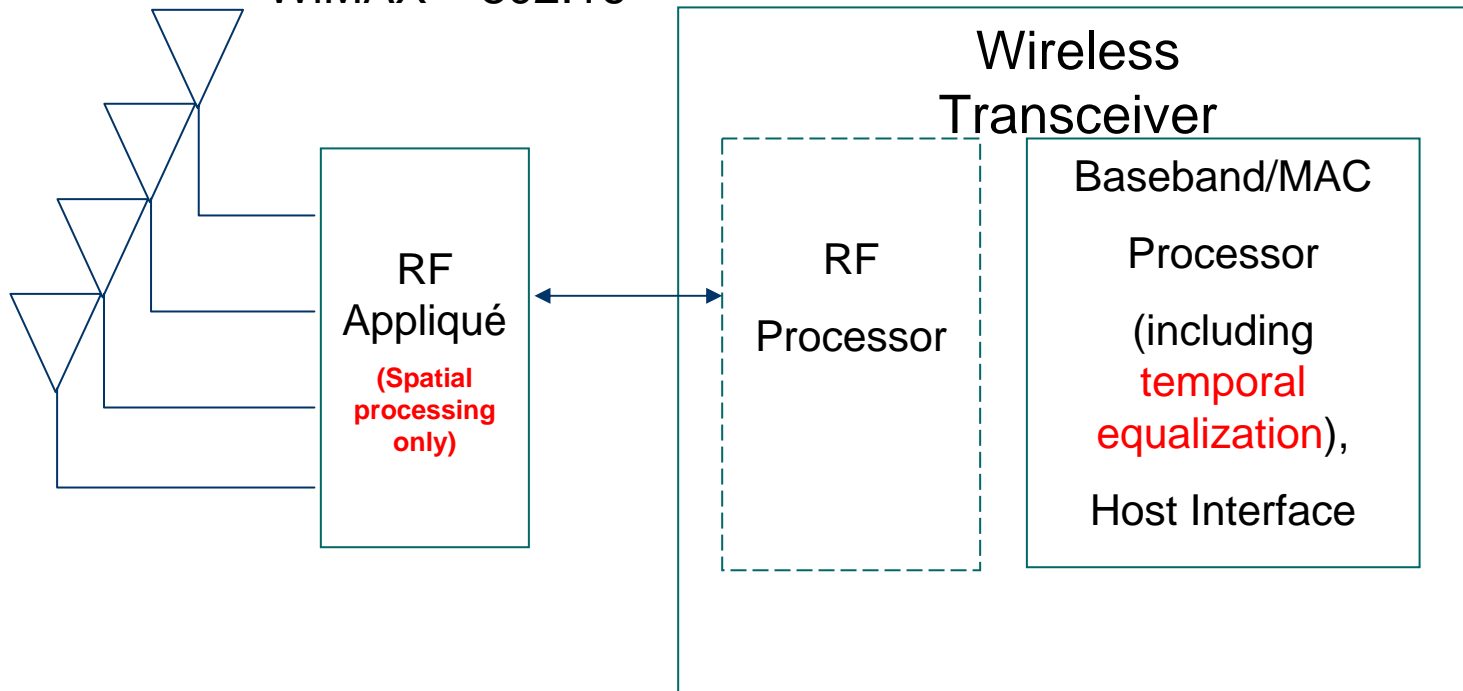 Wireless
Transceiver
RF
Appliqué
(Spatial
processing
only)
RF
Processor
Baseband/MAC
Processor
(including
temporal
equalization),
Host Interface